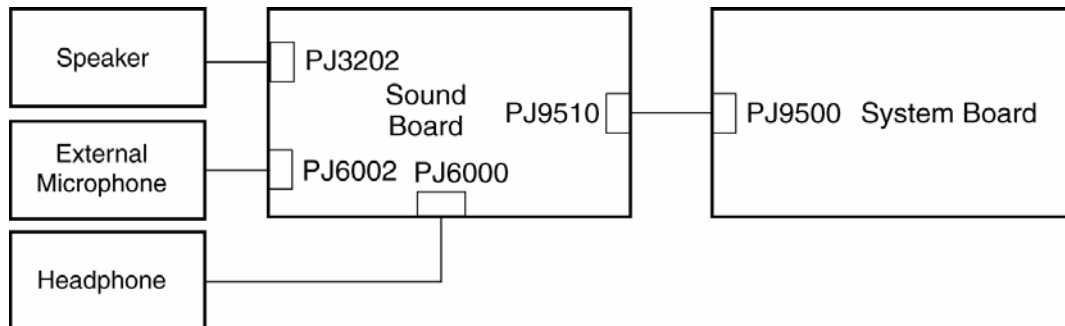 Speaker
PJ3202
Sound
Board
PJ9510
PJ9500
System Board
External
Microphone
PJ6002
PJ6000
Headphone